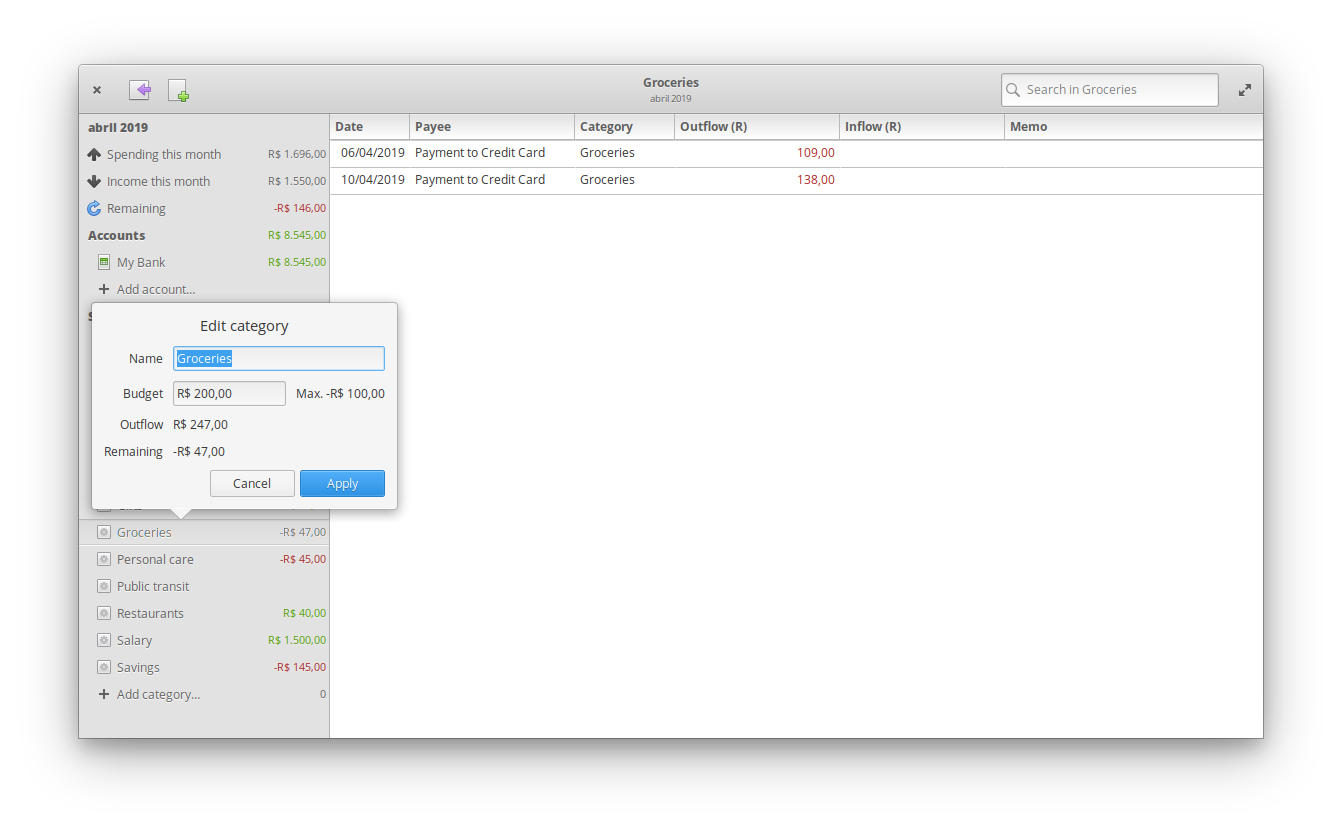 Groceries
abril 2019
Search in Groceries
abril 2019
Spending this month R$ 1.696,00
Income this month R$ 1.550,00
Remaining -R$ 146,00
Accounts R$ 8.545,00
My Bank R$ 8.545,00
Add account...
Date Payee Category Outflow (R) Inflow (R) Memo
06/04/2019 Payment to Credit Card Groceries 109,00
10/04/2019 Payment to Credit Card Groceries 138,00
Edit category
Name Groceries
Budget R$ 200,00 Max. -R$ 100,00
Outflow R$ 247,00
Remaining -R$ 47,00
Cancel Apply
Groceries -R$ 47,00
Personal care -R$ 45,00
Public transit
Restaurants R$ 40,00
Salary R$ 1.500,00
Savings -R$ 145,00
Add category... 0